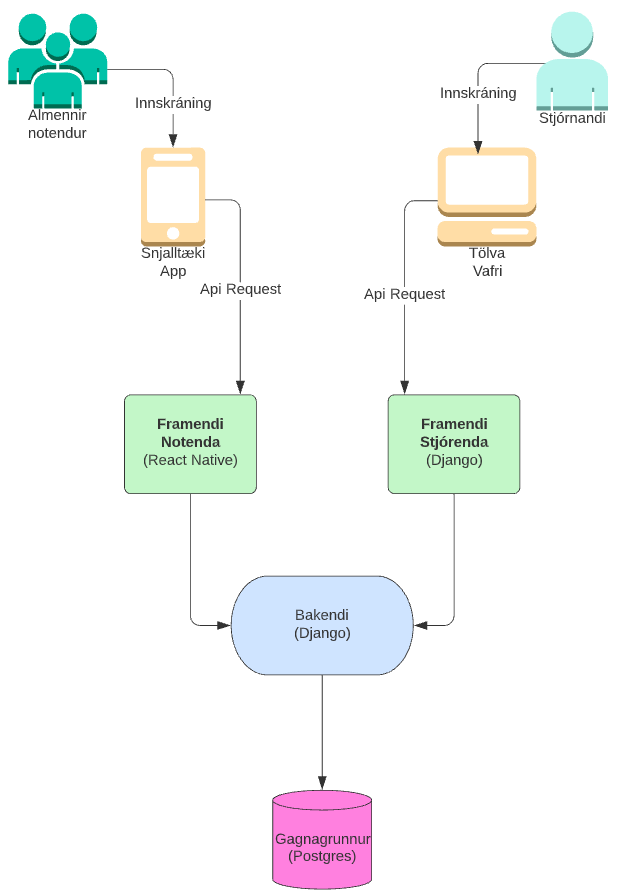 Almennir
notendur
Innskráning
Innskráning
Stjórnandi
Snjalltæki
App
Tölva
Vafri
Api Request
Api Request
Framendi
Notenda
(React Native)
Framendi
Stjórenda
(Django)
Bakendi
(Django)
Gagnagrunnur
(Postgres)